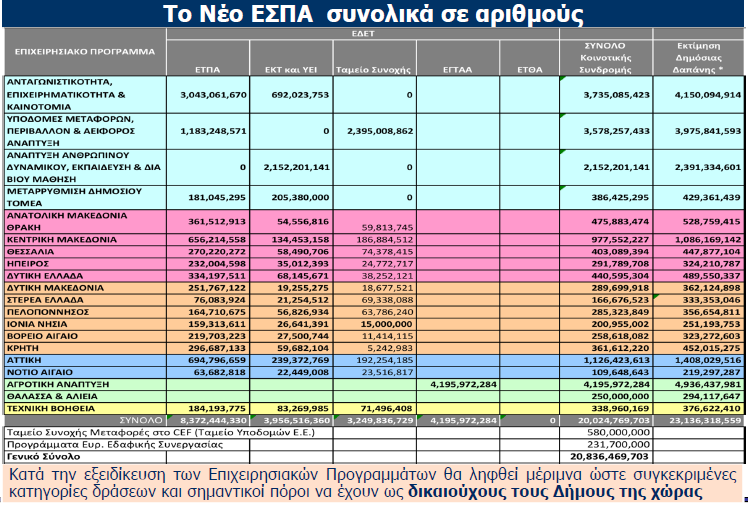 Το Νέο ΕΣΠΑ συνολικά σε αριθμούς
ΕΠΙΧΕΙΡΗΣΙΑΚΟ ΠΡΟΓΡΑΜΜΑ ΕΔΕΤ ΣΥΝΟΛΟ Κοινοτικής Συνδρομής Εκτίμηση Δημόσιας Δαπάνης *
ΕΤΠΑ ΕΚΤ και ΥΕΙ Ταμείο Συνοχής ΕΓΤΑΑ ΕΤΘΑ
ΑΝΤΑΓΩΝΙΣΤΙΚΟΤΗΤΑ,
ΕΠΙΧΕΙΡΗΜΑΤΙΚΟΤΗΤΑ & 3,043,061,670 692,023,753 0 3,735,085,423 4,150,094,914
ΚΑΙΝΟΤΟΜΙΑ
ΥΠΟΔΟΜΕΣ ΜΕΤΑΦΟΡΩΝ,
ΠΕΡΙΒΑΛΛΟΝ & ΑΕΙΦΟΡΟΣ 1,183,248,571 0 2,395,008,862 3,578,257,433 3,975,841,593
ΑΝΑΠΤΥΞΗ
ΑΝΑΠΤΥΞΗ ΑΝΘΡΩΠΙΝΟΥ
ΔΥΝΑΜΙΚΟΥ, ΕΚΠΑΙΔΕΥΣΗ & ΔΙΑ 0 2,152,201,141 0 2,152,201,141 2,391,334,601
ΒΙΟΥ ΜΑΘΗΣΗ
ΜΕΤΑΡΡΥΘΜΙΣΗ ΔΗΜΟΣΙΟΥ
ΤΟΜΕΑ 181,045,295 205,380,000 0 386,425,295 429,361,439
ΑΝΑΤΟΛΙΚΗ ΜΑΚΕΔΟΝΙΑ
ΘΡΑΚΗ 361,512,913 54,556,816 59,813,745 475,883,474 528,759,415
ΚΕΝΤΡΙΚΗ ΜΑΚΕΔΟΝΙΑ 656,214,558 134,453,158 186,884,512 977,552,227 1,086,169,142
ΘΕΣΣΑΛΙΑ 270,220,272 58,490,706 74,378,415 403,089,394 447,877,104
ΗΠΕΙΡΟΣ 232,004,598 35,012,393 24,772,717 291,789,708 324,210,787
ΔΥΤΙΚΗ ΕΛΛΑΔΑ 334,197,511 68,145,671 38,252,121 440,595,304 489,550,337
ΔΥΤΙΚΗ ΜΑΚΕΔΟΝΙΑ 251,767,122 19,255,275 18,677,521 289,699,918 362,124,898
ΣΤΕΡΕΑ ΕΛΛΑΔΑ 76,083,924 21,254,512 69,338,088 166,676,523 333,353,046
ΠΕΛΟΠΟΝΝΗΣΟΣ 164,710,675 56,826,934 63,786,240 285,323,849 356,654,811
ΙΟΝΙΑ ΝΗΣΙΑ 159,313,611 26,641,391 15,000,000 200,955,002 251,193,753
ΒΟΡΕΙΟ ΑΙΓΑΙΟ 219,703,223 27,500,744 11,414,115 258,618,082 323,272,603
ΚΡΗΤΗ 296,687,133 59,682,104 5,242,983 361,612,220 452,015,275
ΑΤΤΙΚΗ 694,796,659 239,372,769 192,254,185 1,126,423,613 1,408,029,516
ΝΟΤΙΟ ΑΙΓΑΙΟ 63,682,818 22,449,008 23,516,817 109,648,643 219,297,287
ΑΓΡΟΤΙΚΗ ΑΝΑΠΤΥΞΗ 4,195,972,284 4,195,972,284 4,936,437,981
ΘΑΛΑΣΣΑ & ΑΛΙΕΙΑ 250,000,000 294,117,647
ΤΕΧΝΙΚΗ ΒΟΗΘΕΙΑ 184,193,775 83,269,985 71,496,408 338,960,169 376,622,410
ΣΥΝΟΛΟ 8,372,444,330 3,956,516,360 3,249,836,729 4,195,972,284 0 20,024,769,703 23,136,318,559
Ταμείο Συνοχής Μεταφορές στο CEF (Ταμείο Υποδομών Ε.Ε.) 580,000,000
Προγράμματα Ευρ. Εδαφικής Συνεργασίας 231,700,000
Γενικό Σύνολο 20,836,469,703
Κατά την εξειδίκευση των Επιχειρησιακών Προγραμμάτων θα ληφθεί μέριμνα ώστε συγκεκριμένες
κατηγορίες δράσεων και σημαντικοί πόροι να έχουν ως δικαιούχους τους Δήμους της χώρας